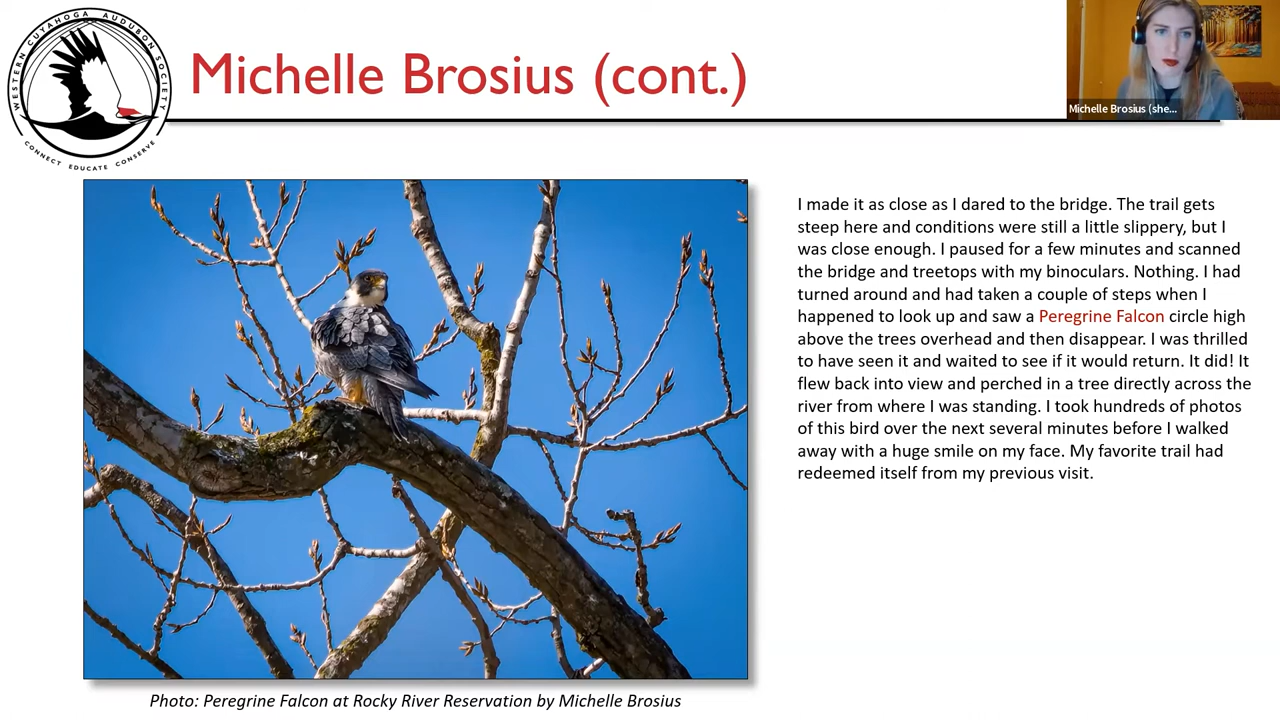 WESTERN CUYAHOGA AUDUBON SOCIETY
CONNECT EDUCATE CONSERVE
Michelle Brosius (cont.)
Michelle Brosius (she...
I made it as close as I dared to the bridge. The trail gets
steep here and conditions were still a little slippery, but I
was close enough. I paused for a few minutes and scanned
the bridge and treetops with my binoculars. Nothing. I had
turned around and had taken a couple of steps when I
happened to look up and saw a Peregrine Falcon circle high
above the trees overhead and then disappear. I was thrilled
to have seen it and waited to see if it would return. It did! It
flew back into view and perched in a tree directly across the
river from where I was standing. I took hundreds of photos
of this bird over the next several minutes before I walked
away with a huge smile on my face. My favorite trail had
redeemed itself from my previous visit.
Photo: Peregrine Falcon at Rocky River Reservation by Michelle Brosius